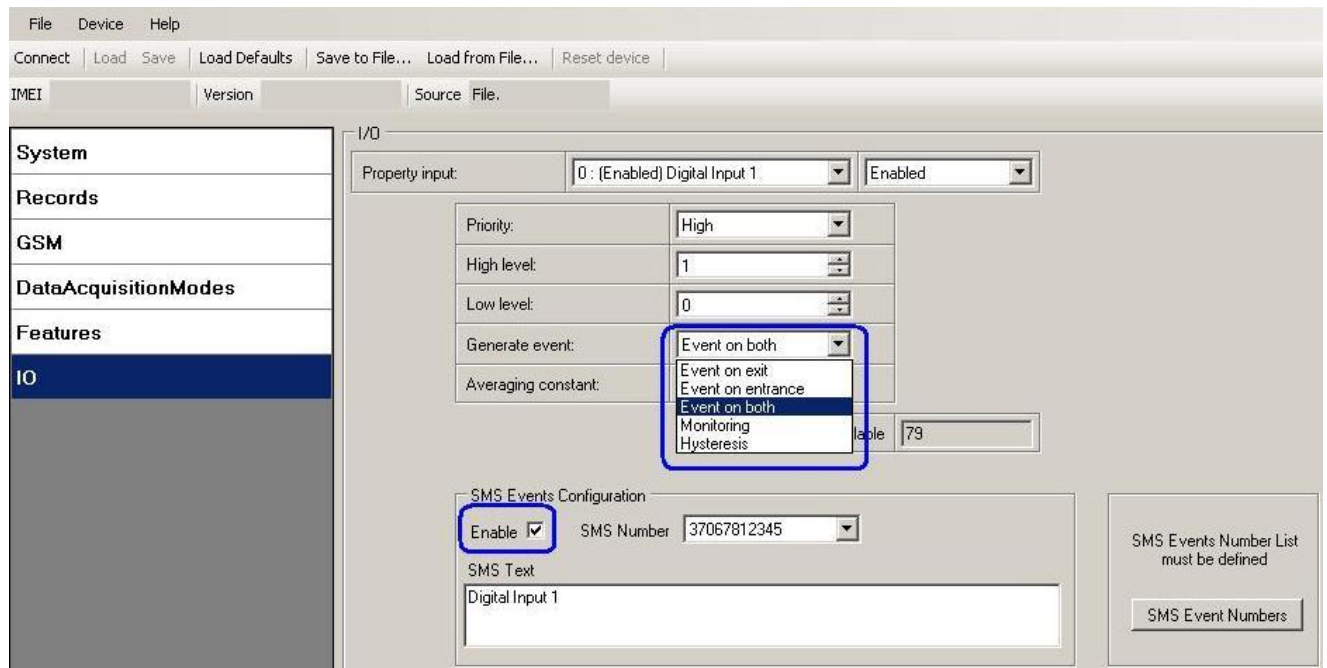 File Device Help
Connect Load Save Load Defaults Save to File... Load from File... Reset device
IMEI Version Source File.
System
Records
GSM
DataAcquisitionModes
Features
IO
I/O
Property input: 0 : (Enabled) Digital Input 1 Enabled
Priority: High
High level: 1
Low level: 0
Generate event: Event on both
Averaging constant:
Event on exit
Event on entrance
Event on both
Monitoring
Hysteresis
79
SMS Events Configuration
Enable SMS Number 37067812345
SMS Text
Digital Input 1
SMS Events Number List
must be defined
SMS Event Numbers